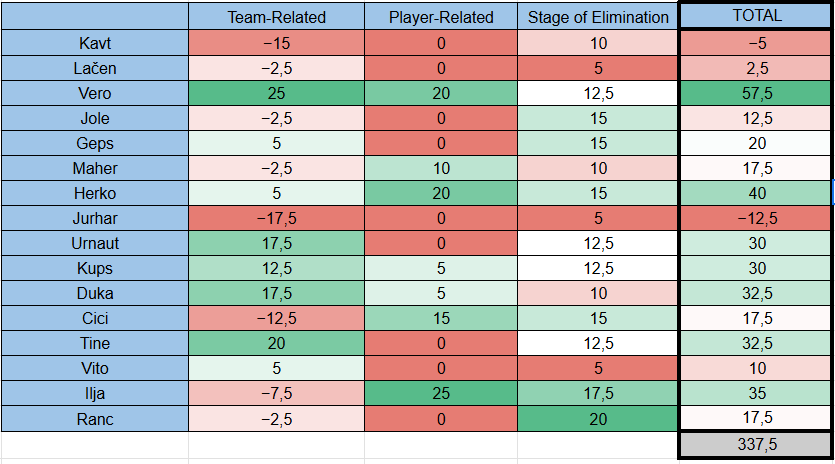 Team-Related Player-Related Stage of Elimination TOTAL
Kavt −15 0 10 −5
Lačen −2,5 0 5 2,5
Vero 25 20 12,5 57,5
Jole −2,5 0 15 12,5
Geps 5 0 15 20
Maher −2,5 10 10 17,5
Herko 5 20 15 40
Jurhar −17,5 0 5 −12,5
Urnaut 17,5 0 12,5 30
Kups 12,5 5 12,5 30
Duka 17,5 5 10 32,5
Cici −12,5 15 15 17,5
Tine 20 0 12,5 32,5
Vito 5 0 5 10
Ilja −7,5 25 17,5 35
Ranc −2,5 0 20 17,5
337,5